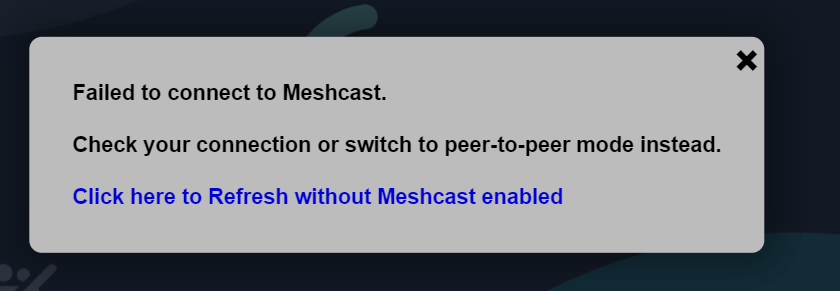 Failed to connect to Meshcast.
Check your connection or switch to peer-to-peer mode instead.
Click here to Refresh without Meshcast enabled